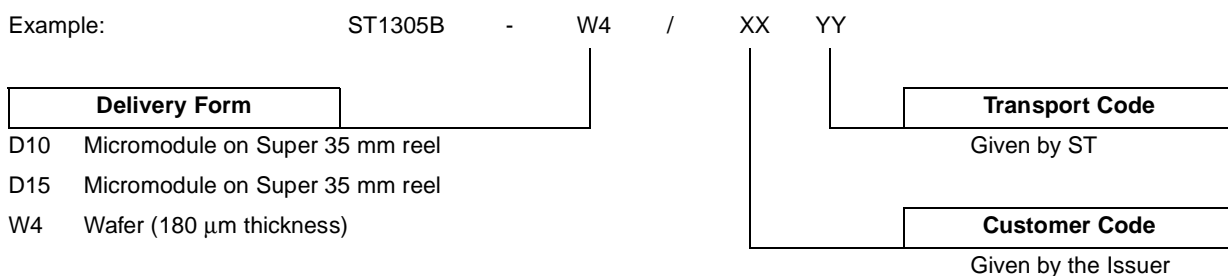 Example: ST1305B - W4 / XX YY
Delivery Form
D10 Micromodule on Super 35 mm reel
D15 Micromodule on Super 35 mm reel
W4 Wafer (180 μm thickness)
Transport Code
Given by ST
Customer Code
Given by the Issuer